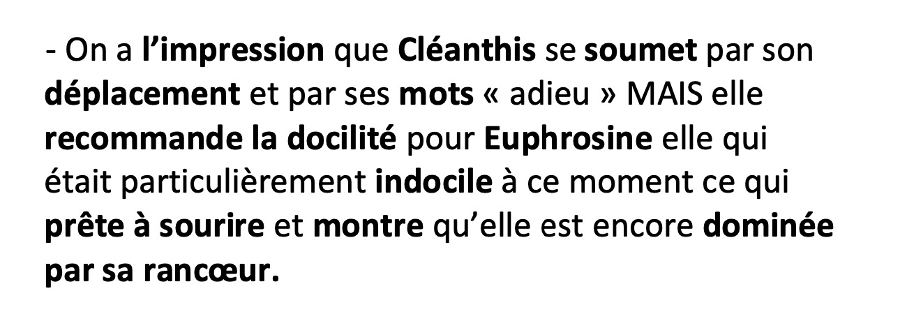 - On a l’impression que Cléanthis se soumet par son
déplacement et par ses mots « adieu » MAIS elle
recommande la docilité pour Euphrosine elle qui
était particulièrement indocile à ce moment ce qui
prête à sourire et montre qu’elle est encore dominée
par sa rancœur.